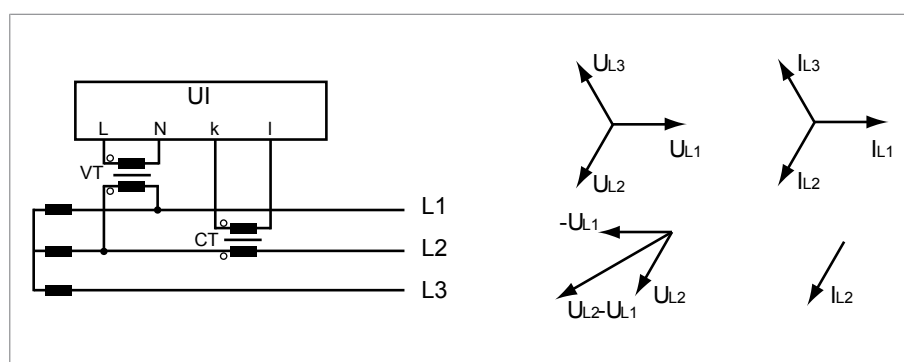 UI
L N k l
VT
CT
L1
L2
L3
UL3
UL1
UL2
IL3
IL1
IL2
-UL1
UL2
UL2-UL1
IL2